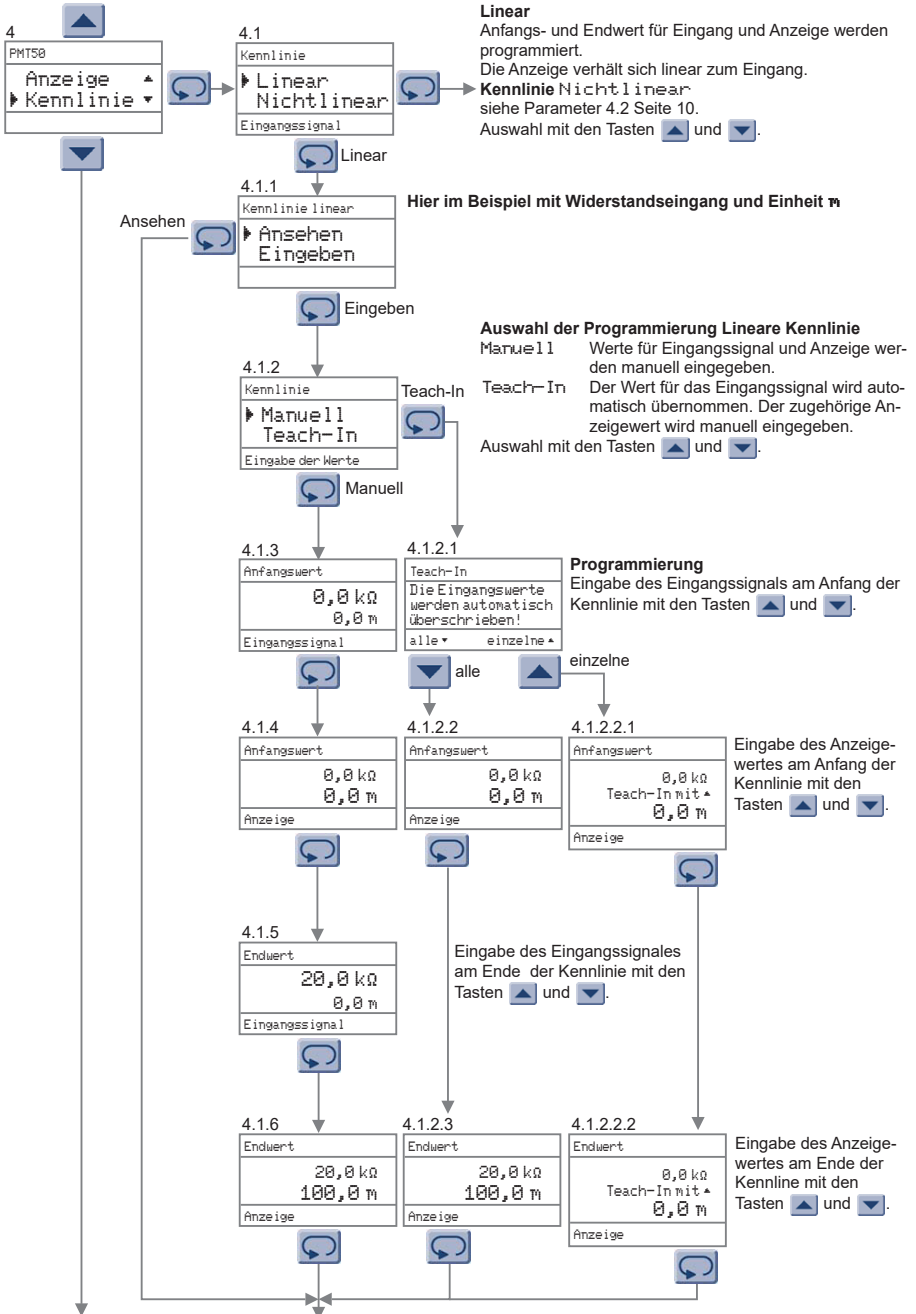 4
PMT50
Anzeige
Kennlinie
4.1
Kennlinie
Linear
Nichtlinear
Eingangssignal
Linear
Anfangs- und Endwert für Eingang und Anzeige werden
programmiert.
Die Anzeige verhält sich linear zum Eingang.
Kennlinie Nichtlinear
siehe Parameter 4.2 Seite 10.
Auswahl mit den Tasten ▲ und ▼.
Linear
4.1.1
Kennlinie linear
Ansehen
Eingeben
Hier im Beispiel mit Widerstandseingang und Einheit m
Ansehen
Eingeben
Auswahl der Programmierung Lineare Kennlinie
Manuell Werte für Eingangssignal und Anzeige wer-
den manuell eingegeben.
Teach-In Der Wert für das Eingangssignal wird auto-
matisch übernommen. Der zugehörige An-
zeigewert wird manuell eingegeben.
Auswahl mit den Tasten ▲ und ▼.
4.1.2
Kennlinie
Manuell
Teach-In
Eingabe der Werte
Teach-In
Manuell
4.1.3
Anfangswert
0,0 kΩ
0,0 m
Eingangssignal
4.1.2.1
Teach-In
Die Eingangswerte
werden automatisch
überschrieben!
alle▼ einzelne▲
Programmierung
Eingabe des Eingangssignals am Anfang der
Kennlinie mit den Tasten ▲ und ▼.
alle
einzelne
4.1.4
Anfangswert
0,0 kΩ
0,0 m
Anzeige
4.1.2.2
Anfangswert
0,0 kΩ
0,0 m
Anzeige
4.1.2.2.1
Anfangswert
0,0 kΩ
Teach-In mit▲
0,0 m
Anzeige
Eingabe des Anzeige-
wertes am Anfang der
Kennlinie mit den
Tasten ▲ und ▼.
4.1.5
Endwert
20,0 kΩ
0,0 m
Eingangssignal
Eingabe des Eingangssignales
am Ende der Kennlinie mit den
Tasten ▲ und ▼.
4.1.6
Endwert
20,0 kΩ
100,0 m
Anzeige
4.1.2.3
Endwert
20,0 kΩ
100,0 m
Anzeige
4.1.2.2.2
Endwert
0,0 kΩ
Teach-In mit▲
0,0 m
Anzeige
Eingabe des Anzeige-
wertes am Ende der
Kennline mit den
Tasten ▲ und ▼.